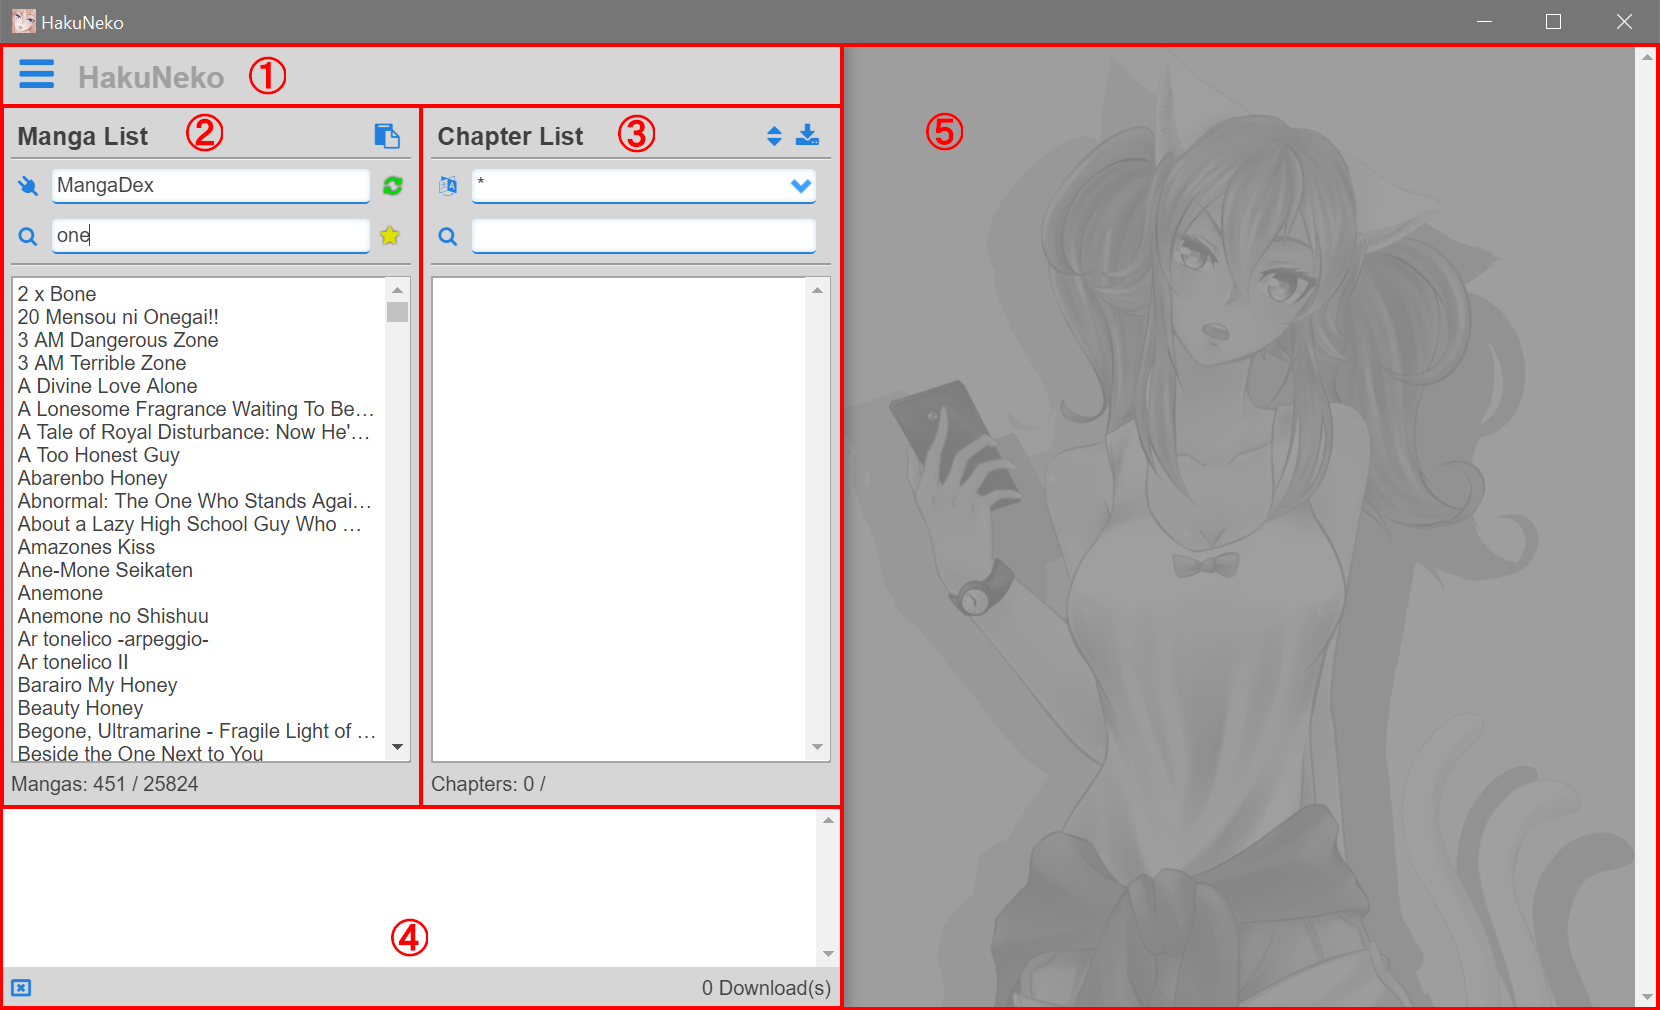 HakuNeko
HakuNeko ①
Manga List ②
MangaDex
one
2 x Bone
20 Mensou ni Onegai!!
3 AM Dangerous Zone
3 AM Terrible Zone
A Divine Love Alone
A Lonesome Fragrance Waiting To Be…
A Tale of Royal Disturbance: Now He'…
A Too Honest Guy
Abarenbo Honey
Abnormal: The One Who Stands Agai…
About a Lazy High School Guy Who …
Amazones Kiss
Ane-Mone Seikaten
Anemone
Anemone no Shishuu
Ar tonelico -arpeggio-
Ar tonelico II
Barairo My Honey
Beauty Honey
Begone, Ultramarine - Fragile Light of …
Beside the One Next to You
Mangas: 451 / 25824
Chapter List ③
*
Chapters: 0 /
④
0 Download(s)
⑤